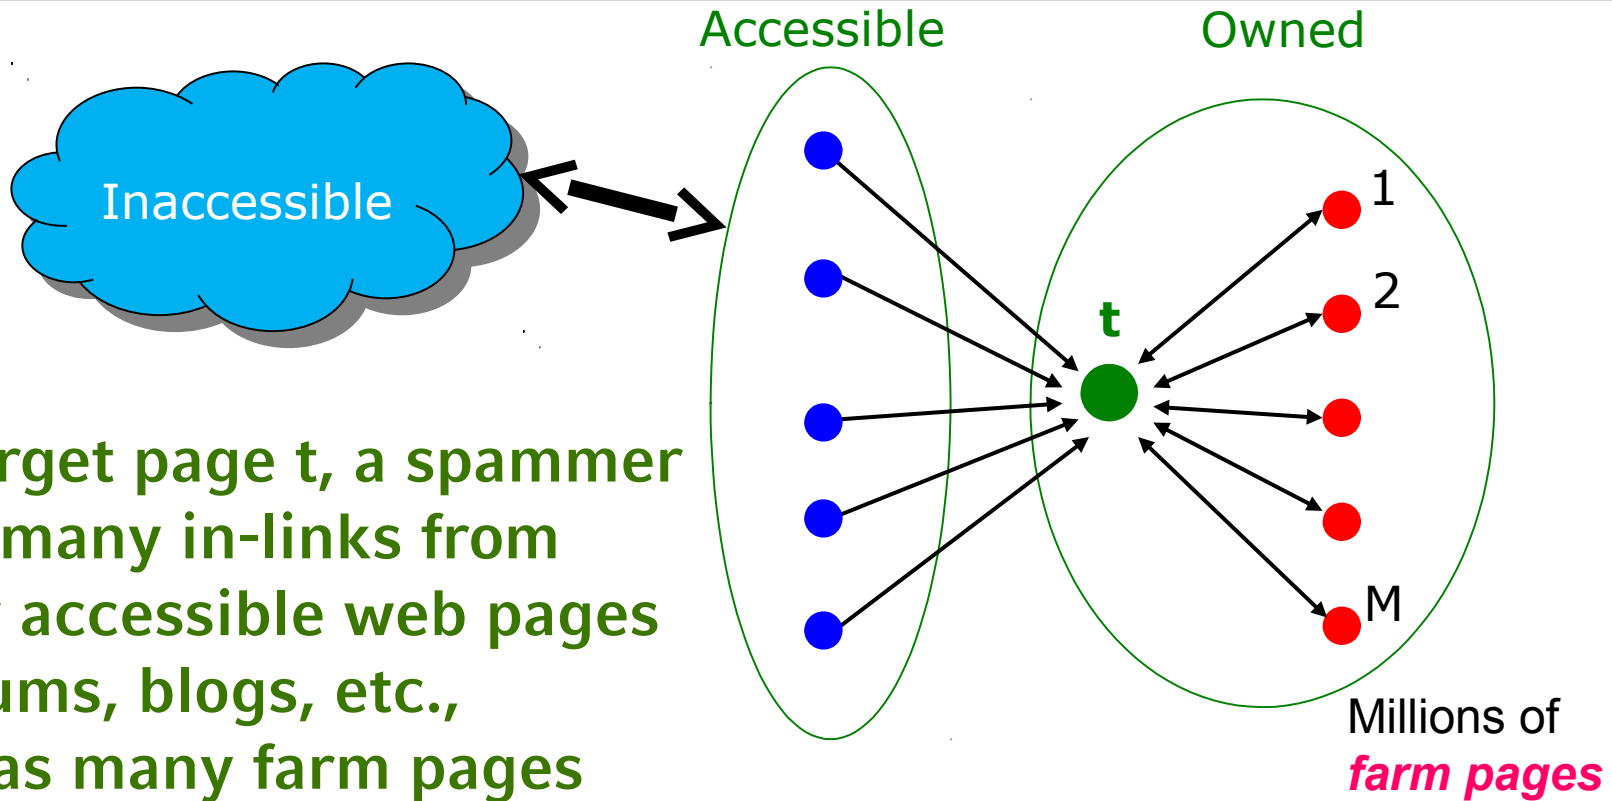 Accessible
Owned
Inaccessible
1
2
t
M
rget page t, a spammer
many in-links from
accessible web pages
ums, blogs, etc.,
as many farm pages
Millions of
farm pages